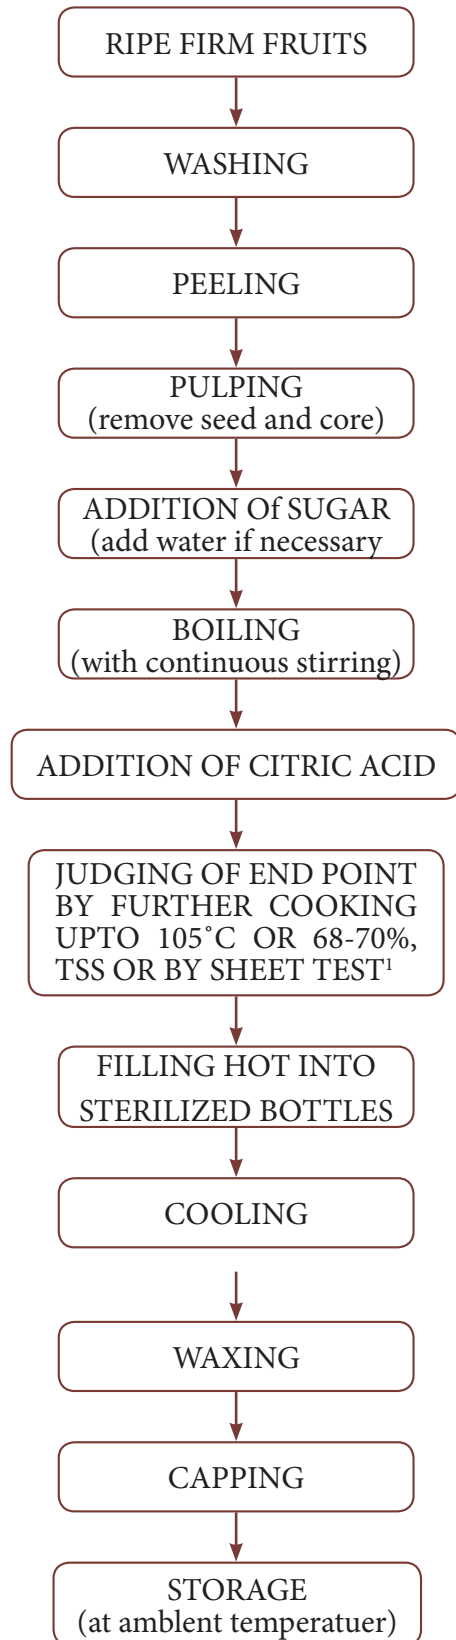 RIPE FIRM FRUITS
WASHING
PEELING
PULPING
(remove seed and core)
ADDITION Of SUGAR
(add water if necessary
BOILING
(with continuous stirring)
ADDITION OF CITRIC ACID
JUDGING OF END POINT
BY FURTHER COOKING
UPTO 105˚C OR 68-70%,
TSS OR BY SHEET TEST¹
FILLING HOT INTO
STERILIZED BOTTLES
COOLING
WAXING
CAPPING
STORAGE
(at amblent temperatuer)